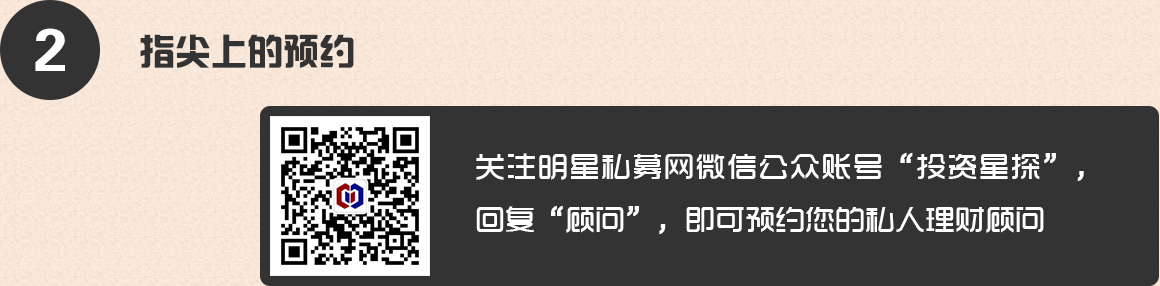 2
指尖上的预约
关注明星私募网微信公众账号“投资星探”，
回复“顾问”，即可预约您的私人理财顾问